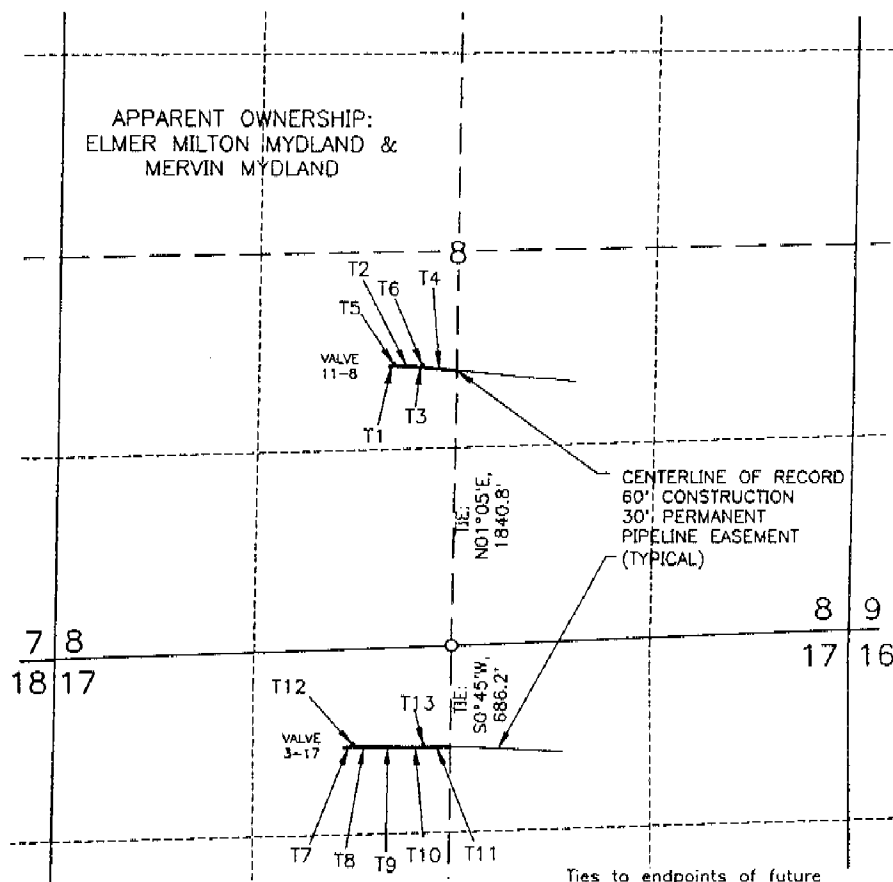 APPARENT OWNERSHIP:
ELMER MILTON MYDLAND &
MERVIN MYDLAND
8
T2
T6
T4
T5
VALVE
11-8
T1
T3
CENTERLINE OF RECORD
60' CONSTRUCTION
30' PERMANENT
PIPELINE EASEMENT
(TYPICAL)
TIE:
N01°05'E,
1840.8'
7 8
18 17
8 9
17 16
TIE:
S0°45'W,
686.2'
T12
T13
VALVE
3-17
T7
T8
T9
T10
T11
Ties to endpoints of future